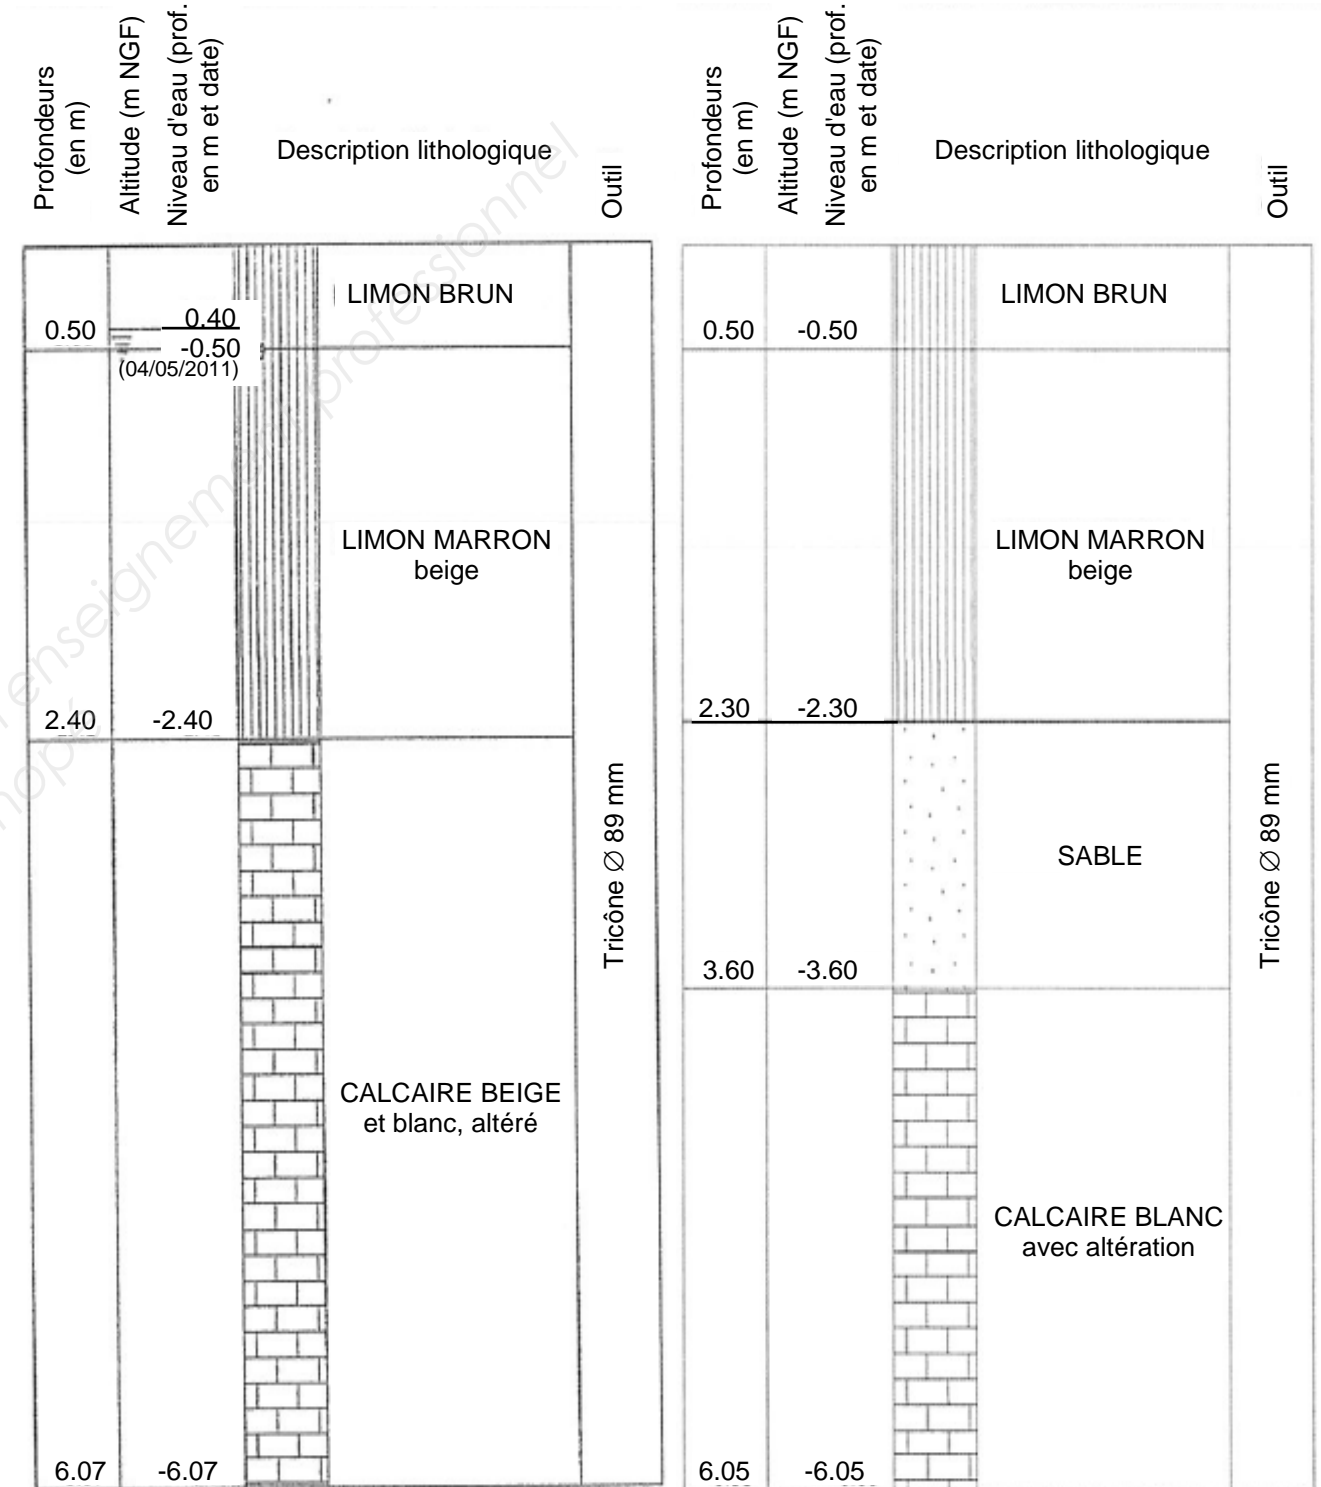 Profondeurs
(en m)
Altitude (m NGF)
Niveau d'eau (prof.
en m et date)
Description lithologique
Outil
LIMON BRUN
0.50
0.40
-0.50
(04/05/2011)
LIMON MARRON
beige
2.40
-2.40
CALCAIRE BEIGE
et blanc, altéré
6.07
-6.07
Tricône ∅ 89 mm
Profondeurs
(en m)
Altitude (m NGF)
Niveau d'eau (prof.
en m et date)
Description lithologique
Outil
LIMON BRUN
0.50
-0.50
LIMON MARRON
beige
2.30
-2.30
SABLE
3.60
-3.60
CALCAIRE BLANC
avec altération
6.05
-6.05
Tricône ∅ 89 mm
professionnel